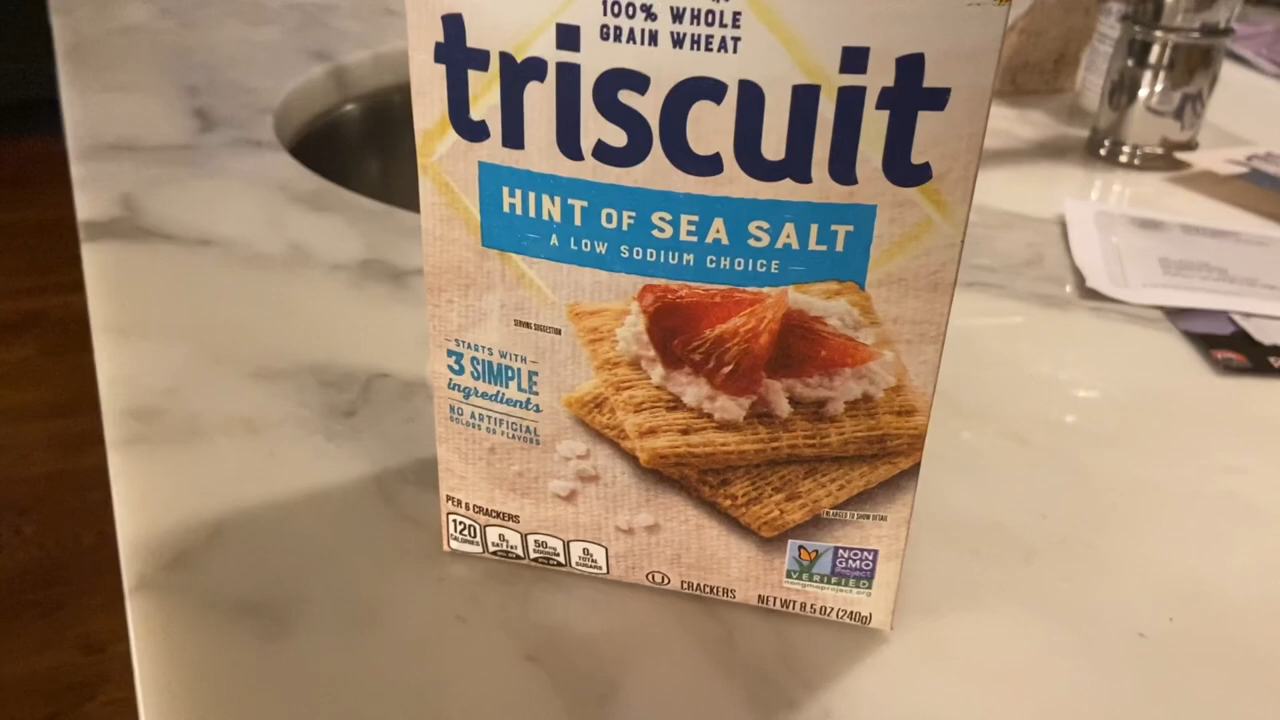 100% WHOLE
GRAIN WHEAT
triscuit
HINT OF SEA SALT
A LOW SODIUM CHOICE
SERVING SUGGESTION
STARTS WITH
3 SIMPLE
ingredients
NO ARTIFICIAL
COLORS OR FLAVORS
PER 6 CRACKERS
120
CALORIES
0g
SAT FAT
50mg
SODIUM
0g
TOTAL
SUGARS
ENLARGED TO SHOW DETAIL
NON
GMO
Project
VERIFIED
nongmoproject.org
U
CRACKERS
NET WT 8.5 OZ (240g)